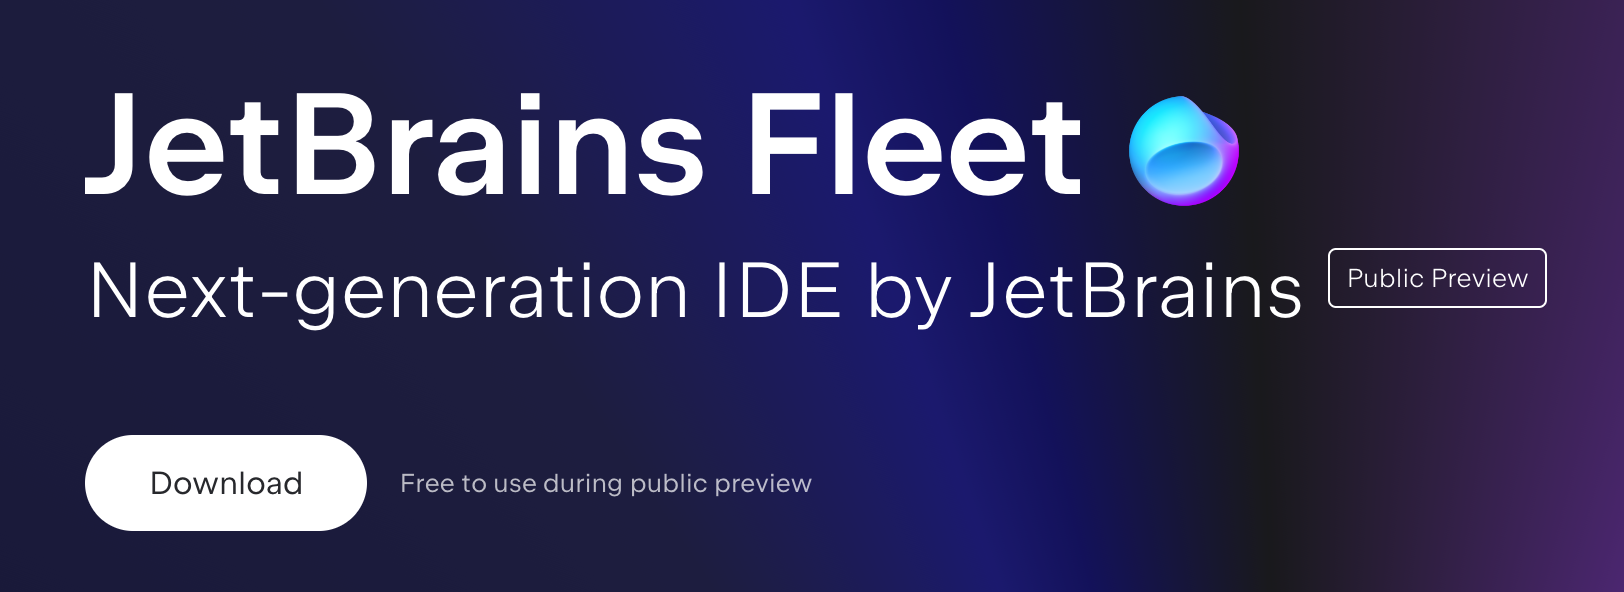 JetBrains Fleet
Next-generation IDE by JetBrains
Public Preview
Download
Free to use during public preview